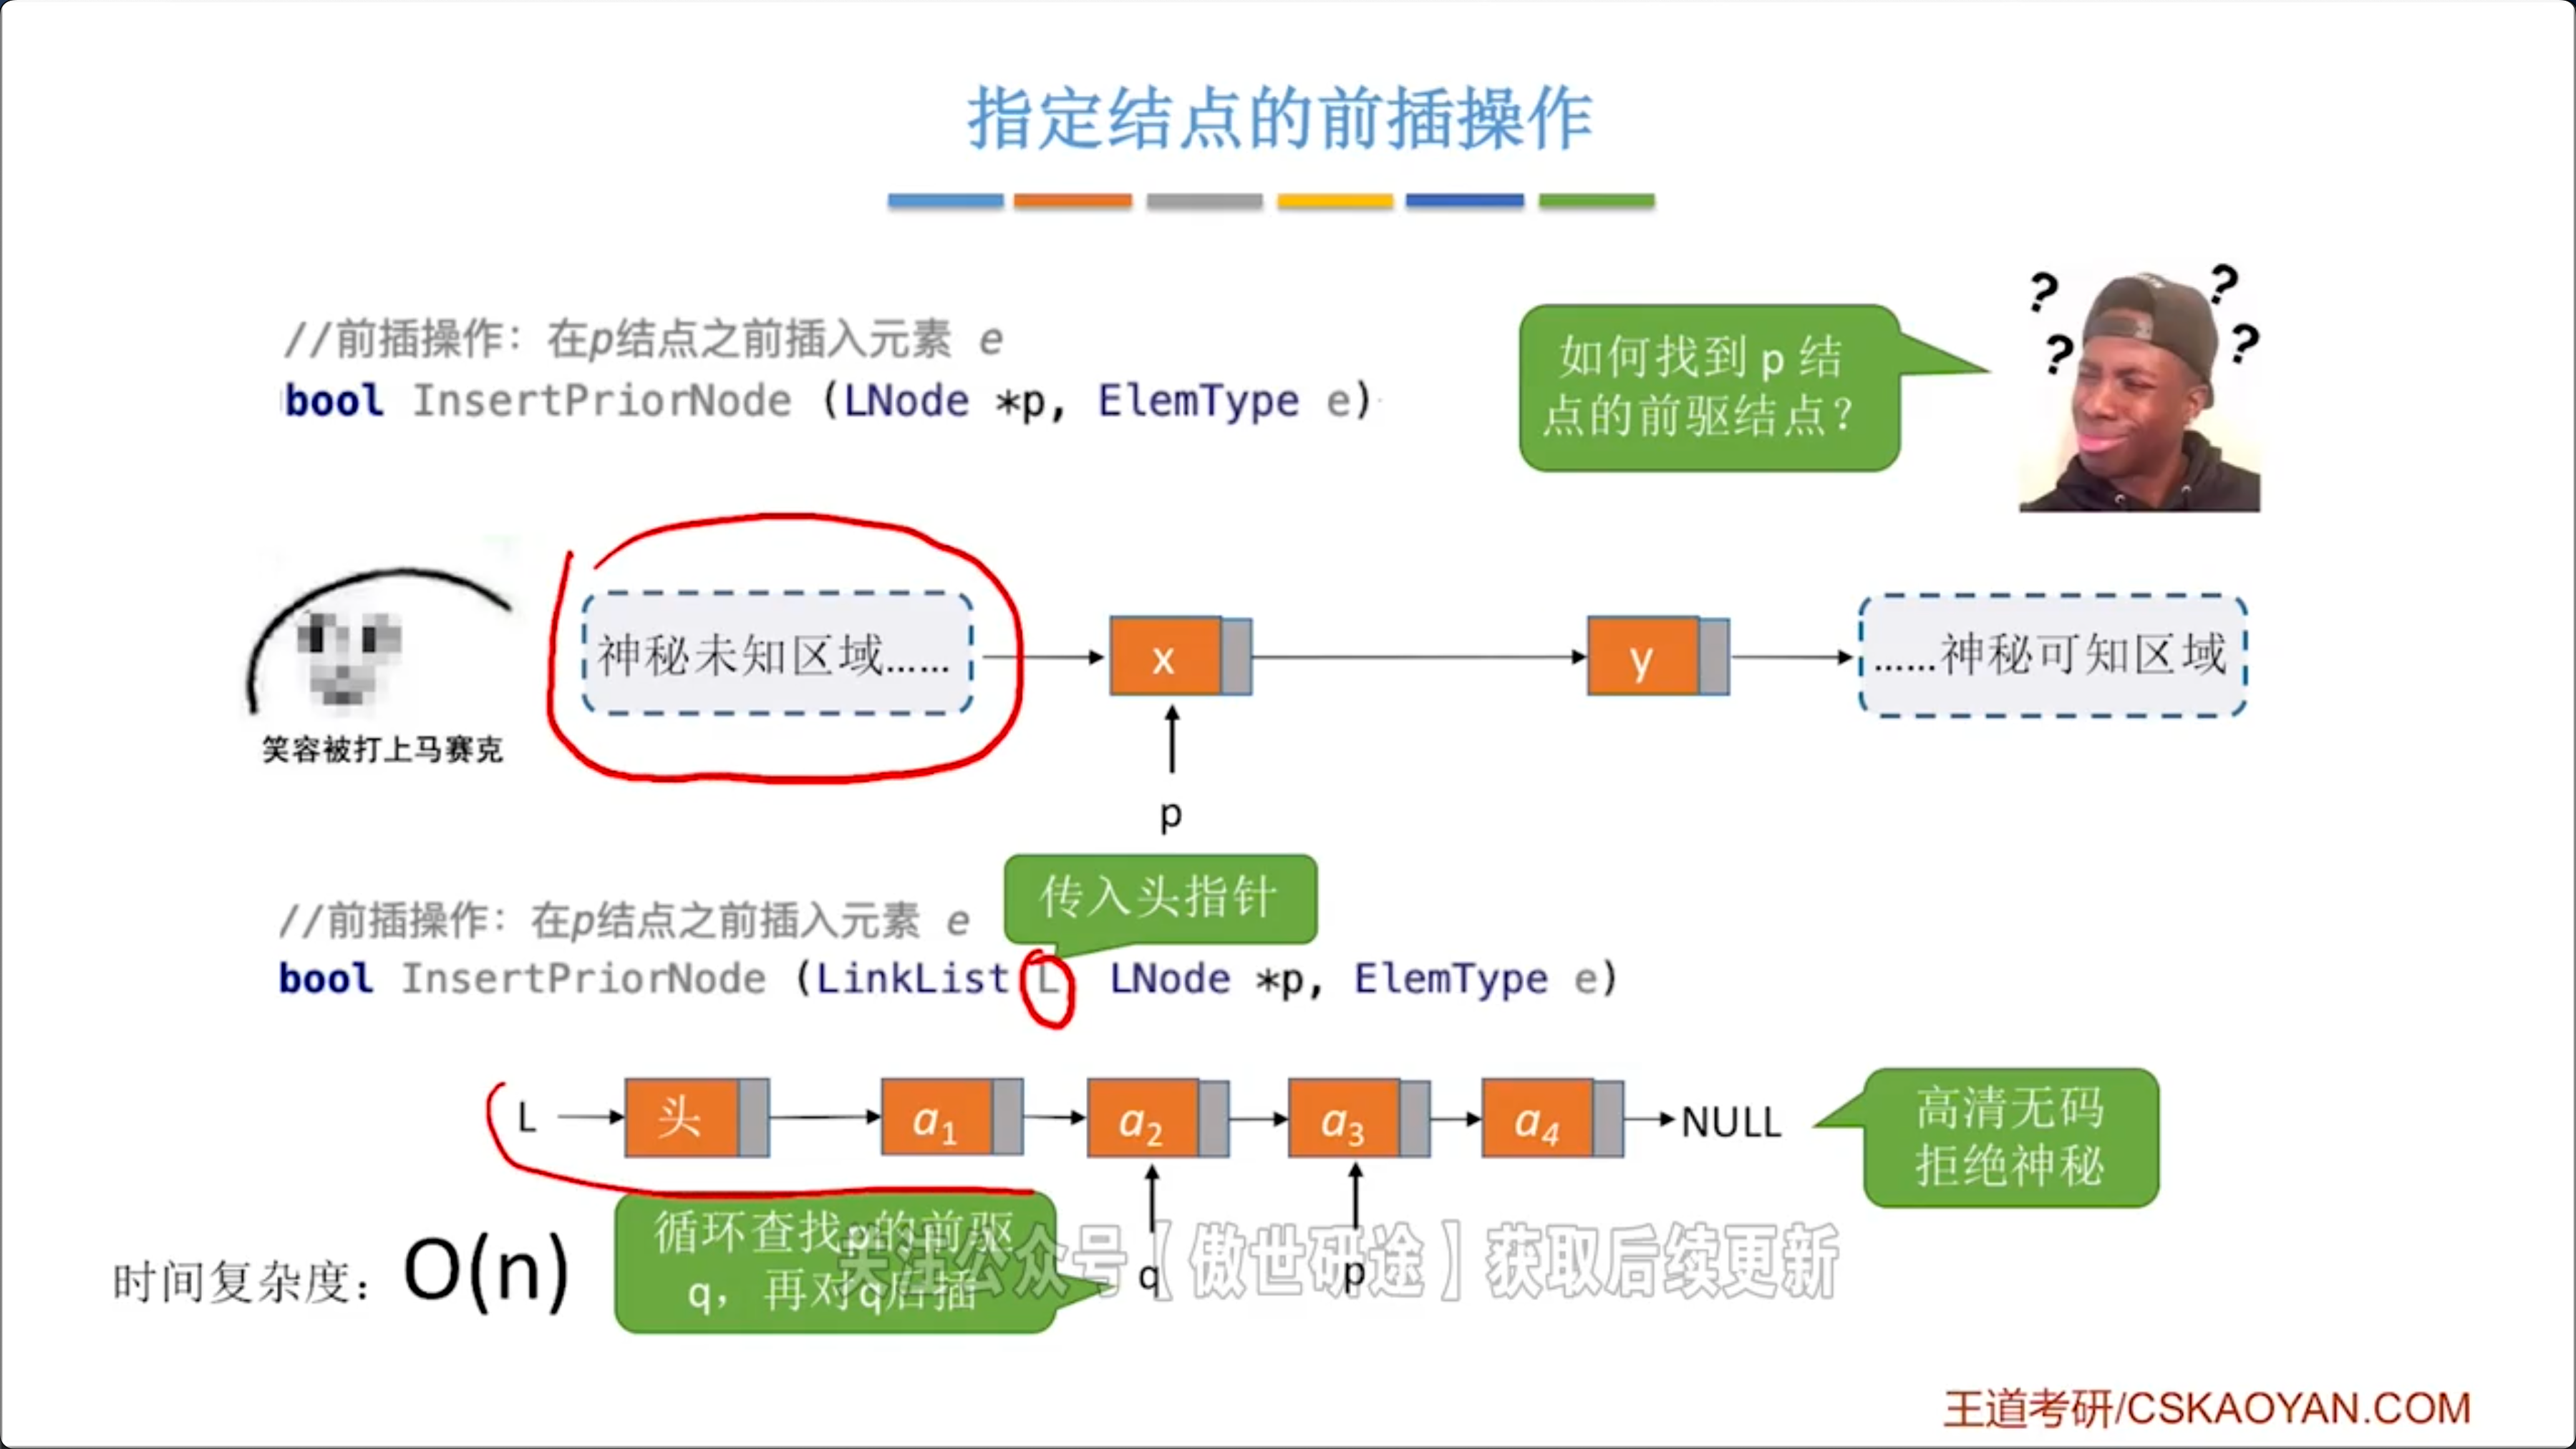 指定结点的前插操作
//前插操作：在p结点之前插入元素 e
bool InsertPriorNode (LNode *p, ElemType e)
如何找到 p 结
点的前驱结点？
? ? ? ?
神秘未知区域……
x
y
……神秘可知区域
笑容被打上马赛克
p
传入头指针
//前插操作：在p结点之前插入元素 e
bool InsertPriorNode (LinkList L LNode *p, ElemType e)
L
头
a1
a2
a3
a4
NULL
高清无码
拒绝神秘
时间复杂度：O(n)
循环查找p的前驱
q，再对q后插
q
p
关注公众号【傲世研途】获取后续更新
王道考研/CSKAOYAN.COM